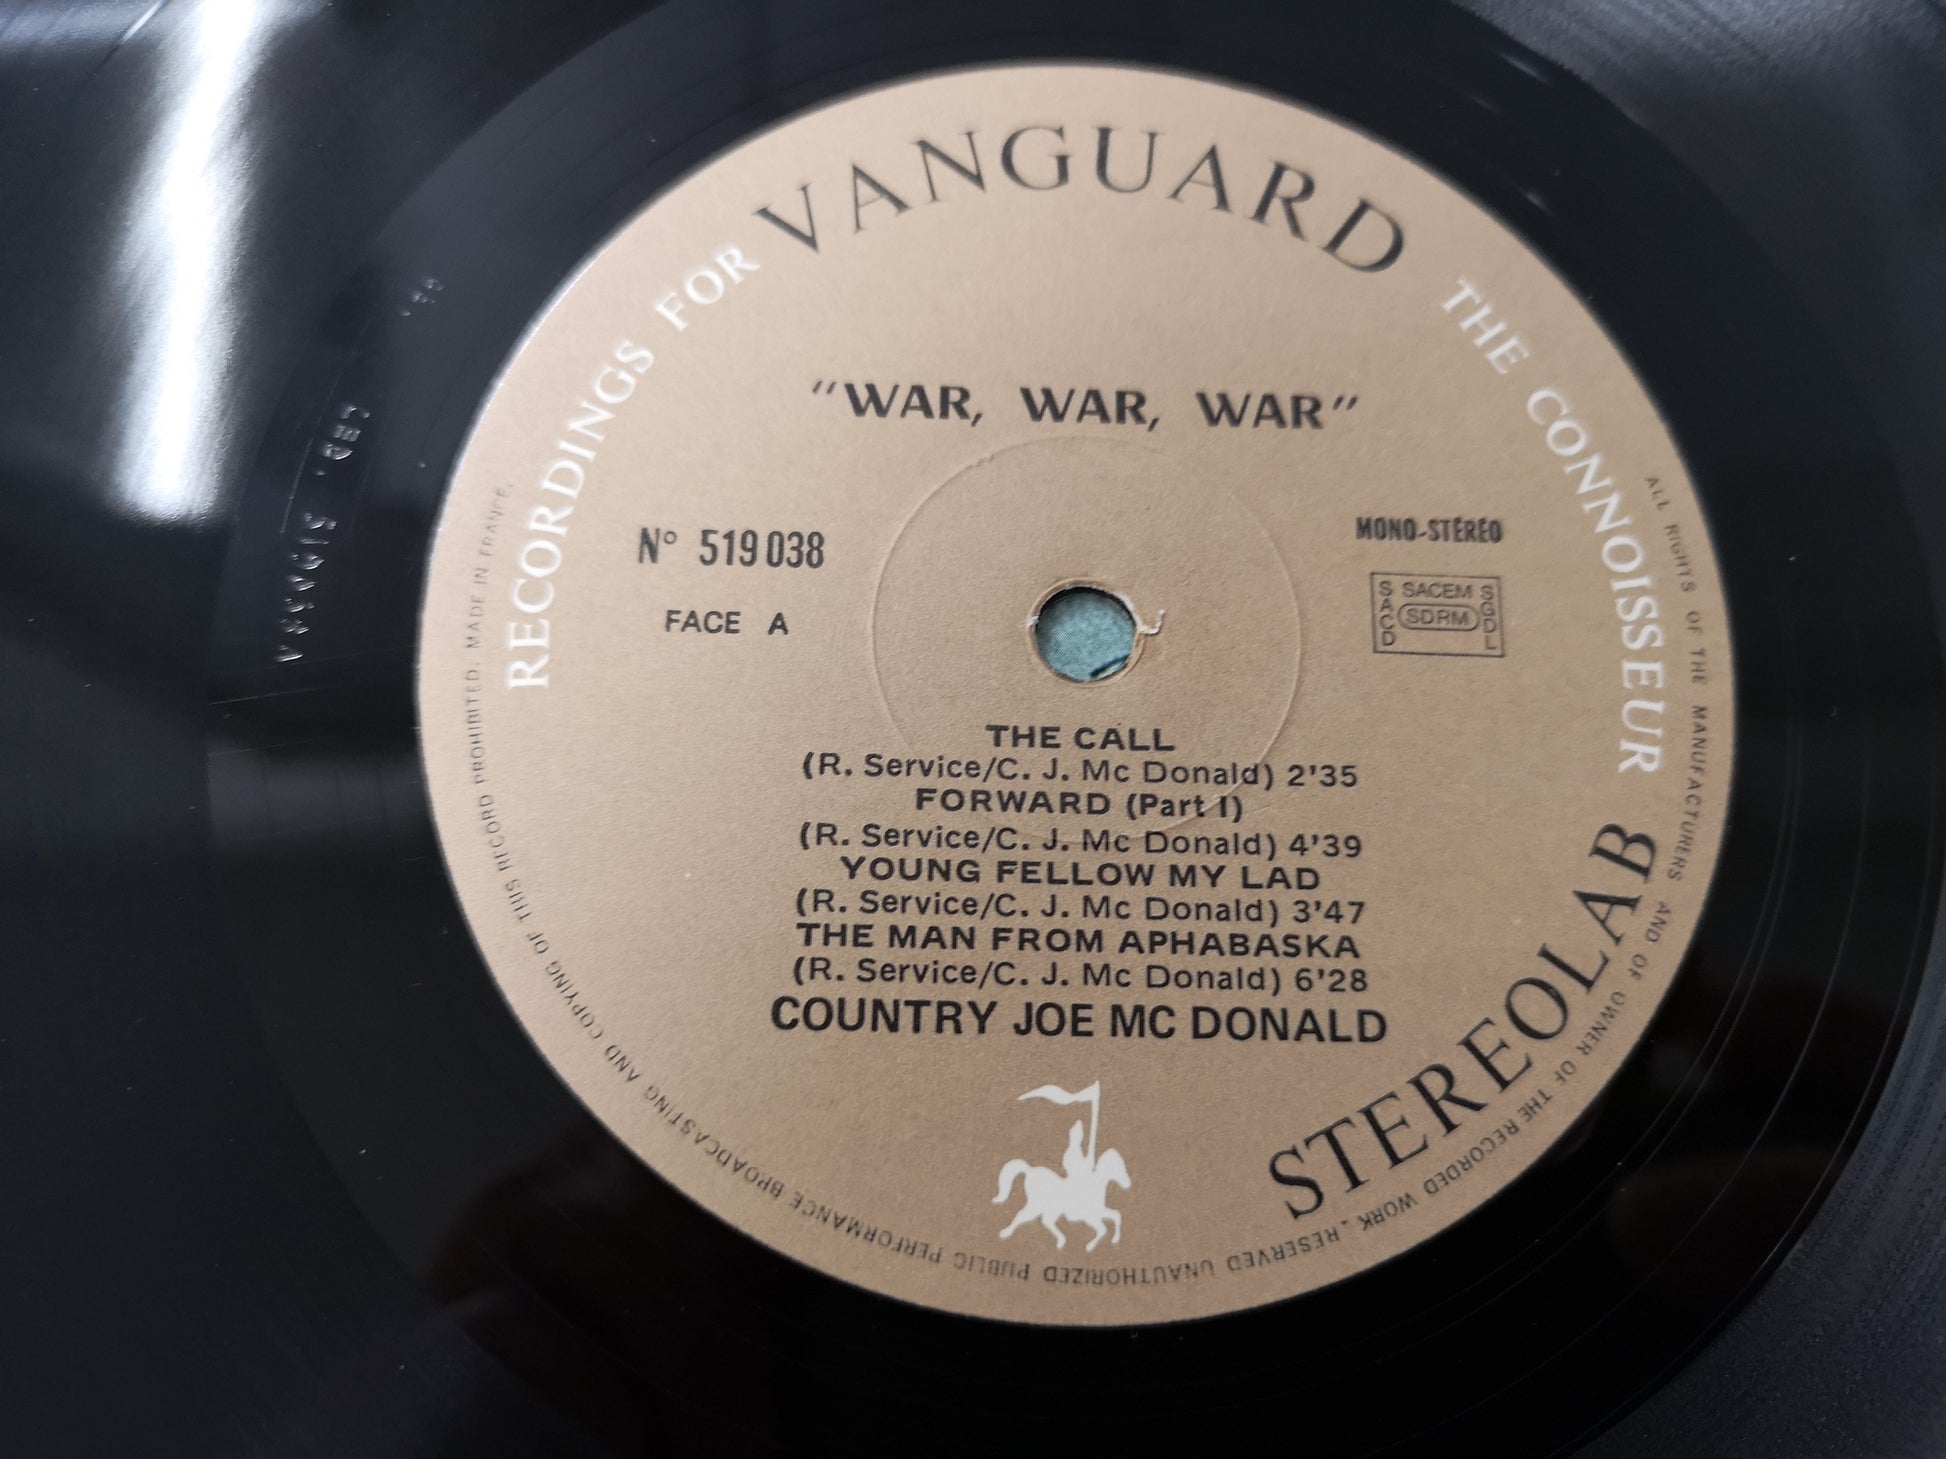 RECORDINGS FOR VANGUARD THE CONNOISSEUR
"WAR, WAR, WAR"
N° 519 038
MONO-STÉRÉO
FACE A
SACEM
SACD
SDRM
SGDL
THE CALL
(R. Service/C. J. Mc Donald) 2'35
FORWARD (Part I)
(R. Service/C. J. Mc Donald) 4'39
YOUNG FELLOW MY LAD
(R. Service/C. J. Mc Donald) 3'47
THE MAN FROM APHABASKA
(R. Service/C. J. Mc Donald) 6'28
COUNTRY JOE MC DONALD
STEREOLAB
ALL RIGHTS OF THE MANUFACTURERS AND OF OWNER OF THE RECORDED WORK. RESERVED UNAUTHORIZED PUBLIC PERFORMANCE BROADCASTING AND COPYING OF THIS RECORD PROHIBITED. MADE IN FRANCE.